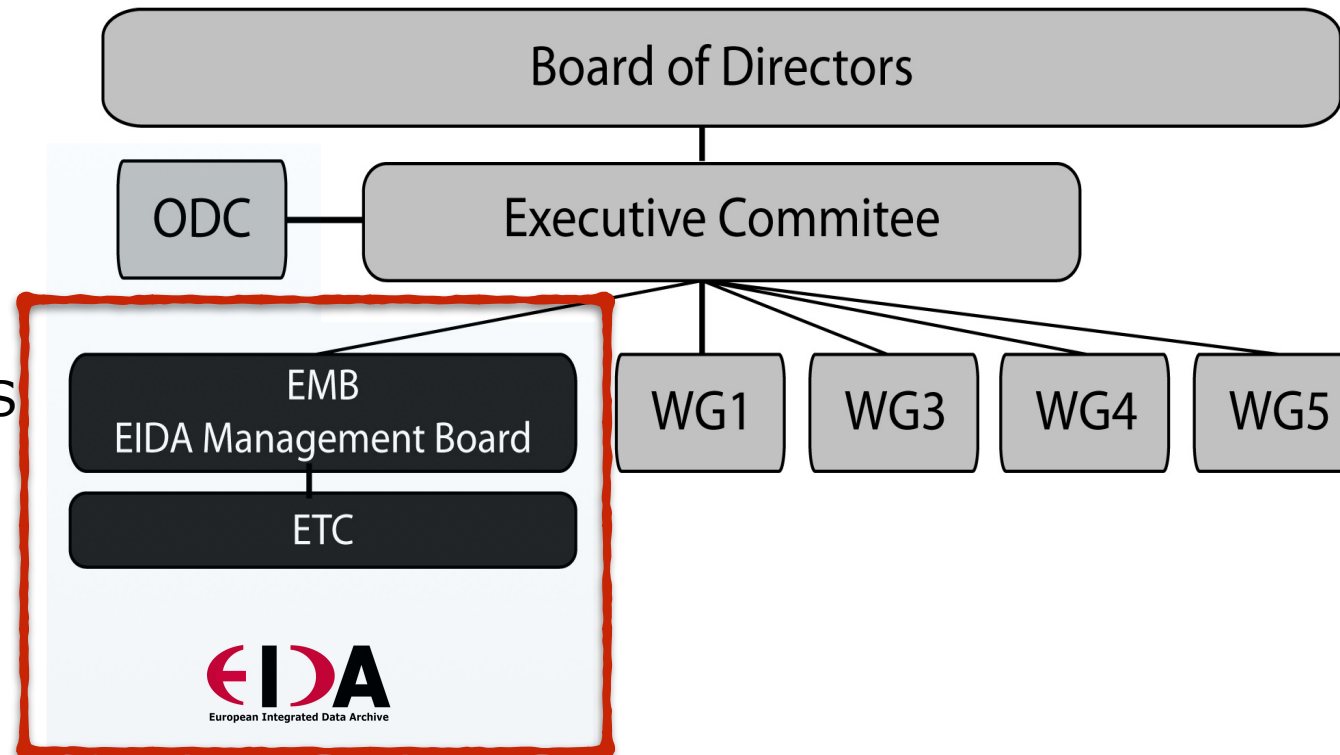 Board of Directors
ODC
Executive Commitee
s
EMB
EIDA Management Board
WG1
WG3
WG4
WG5
ETC
EIDA
European Integrated Data Archive